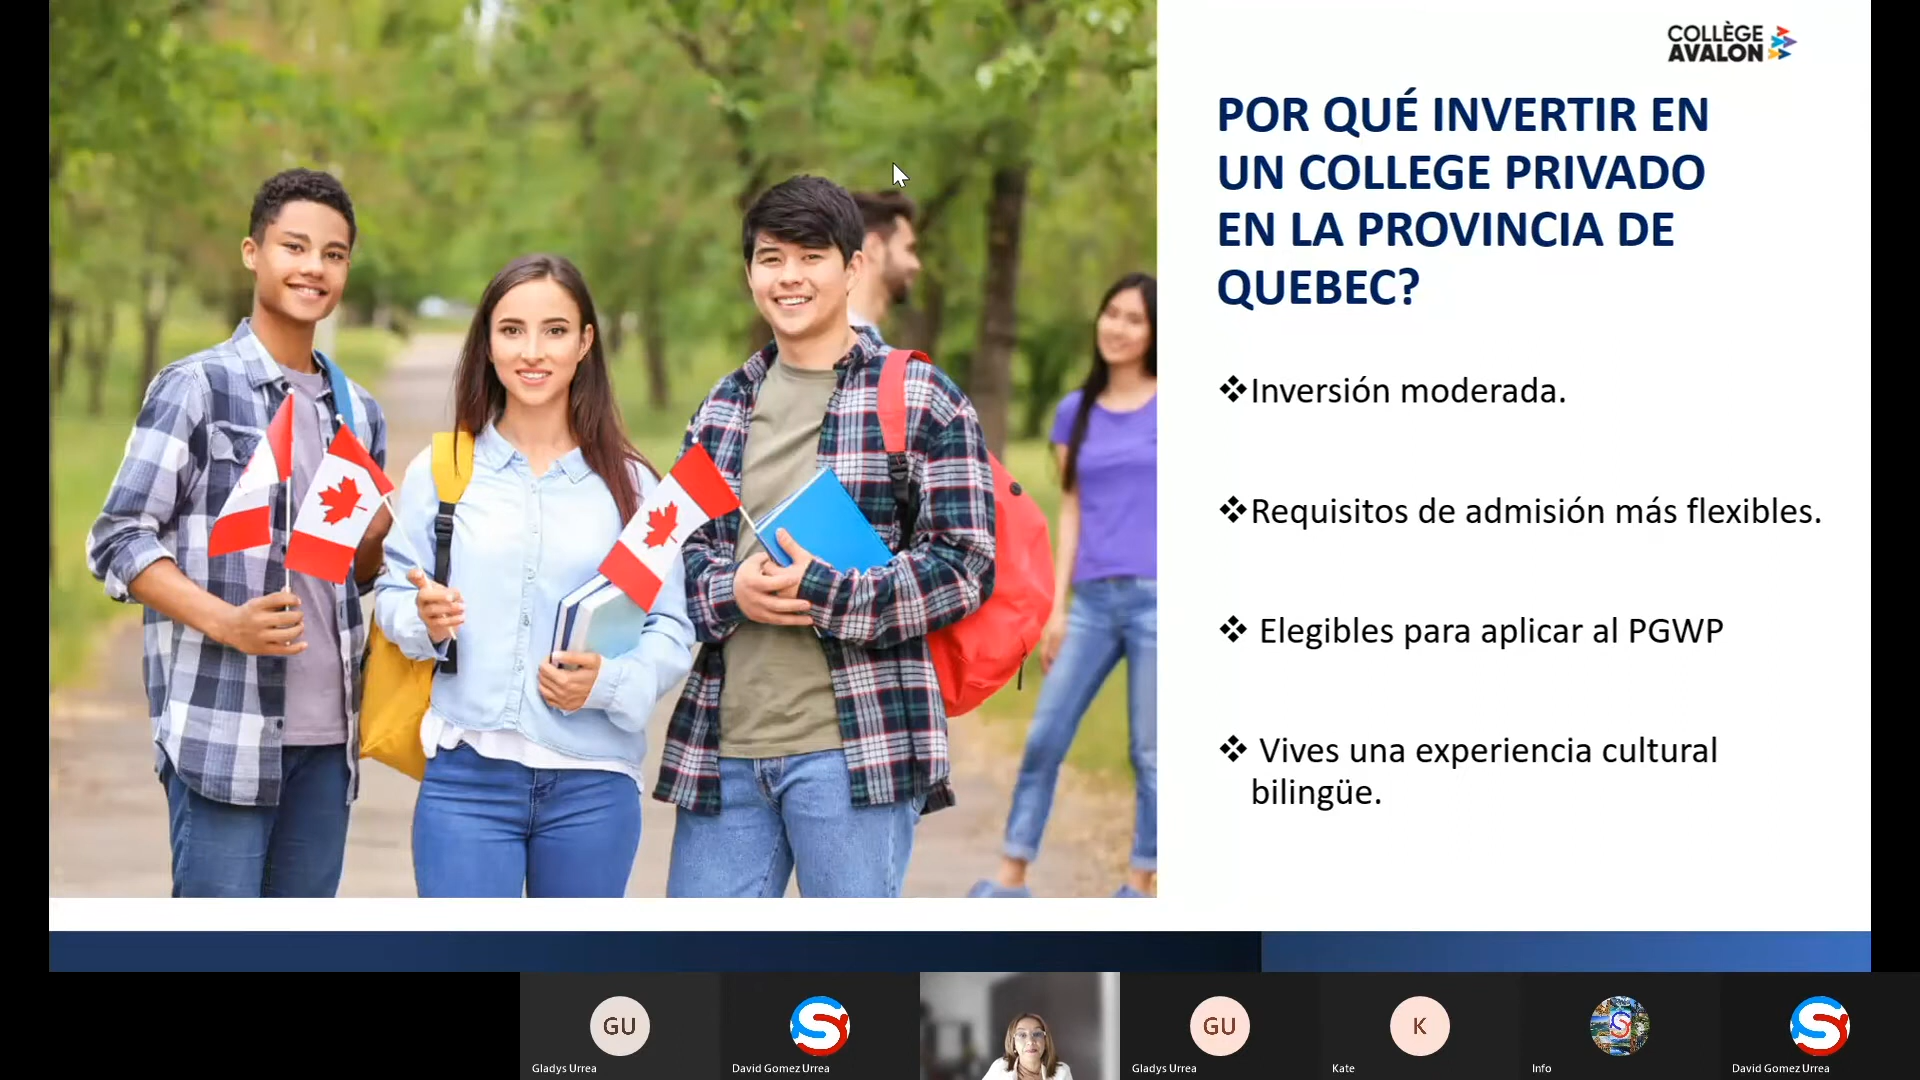 COLLÈGE
AVALON
POR QUÉ INVERTIR EN
UN COLLEGE PRIVADO
EN LA PROVINCIA DE
QUEBEC?
❖Inversión moderada.
❖Requisitos de admisión más flexibles.
❖ Elegibles para aplicar al PGWP
❖ Vives una experiencia cultural
bilingüe.
GU
GU
K
Gladys Urrea
David Gomez Urrea
Gladys Urrea
Kate
Info
David Gomez Urrea